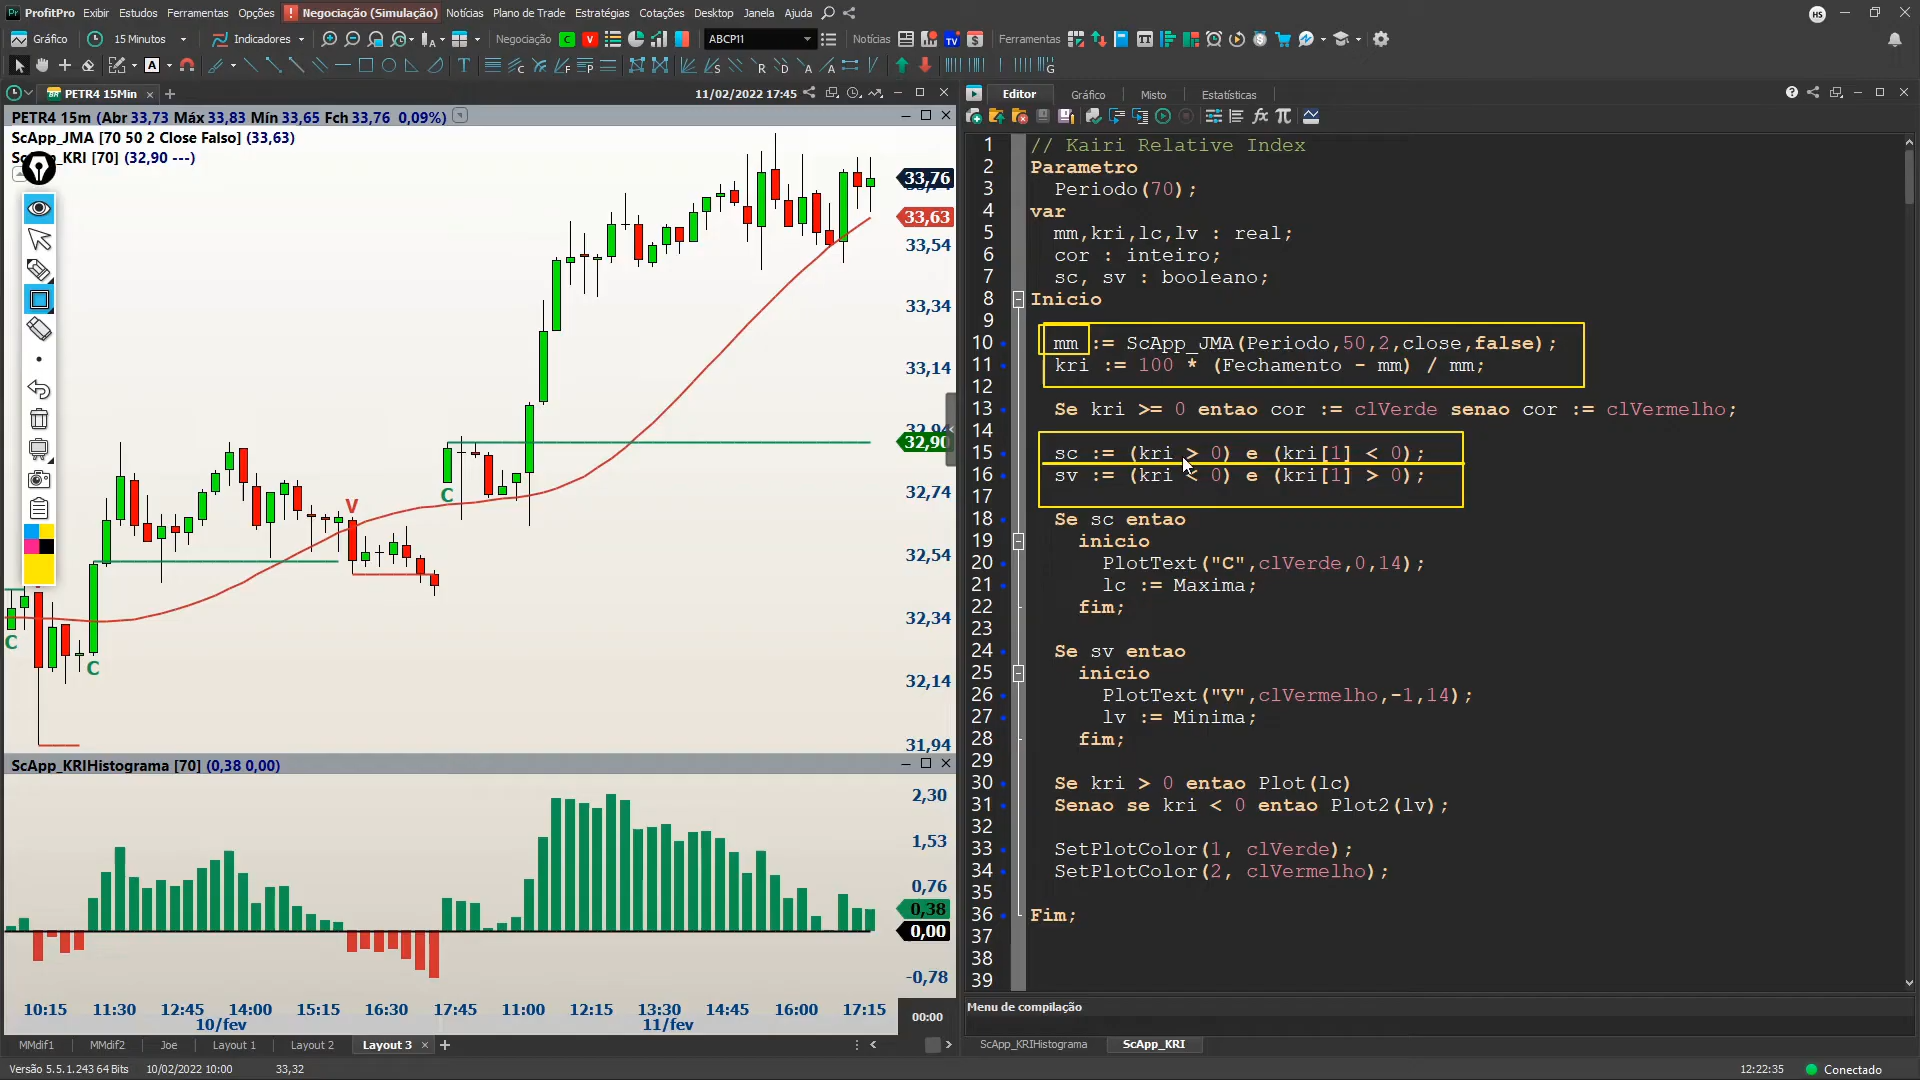 ProfitPro Exibir Estudos Ferramentas Opções Negociação (Simulação) Notícias Plano de Trade Estratégias Cotações Desktop Janela Ajuda HS
Gráfico 15 Minutos Indicadores Negociação C V ABCP11 Notícias TV Ferramentas
PETR4 15Min 11/02/2022 17:45
PETR4 15m (Abr 33,73 Máx 33,83 Mín 33,65 Fch 33,76 0,09%)
ScApp_JMA [70 50 2 Close Falso] (33,63)
ScApp_KRI [70] (32,90 ---)
33,76
33,63
33,54
33,34
33,14
32,94
32,90
32,74
32,54
32,34
32,14
31,94
C
C
V
C
ScApp_KRIHistograma [70] (0,38 0,00)
2,30
1,53
0,76
0,38
0,00
-0,78
10:15 11:30 12:45 14:00 15:15 16:30 17:45 11:00 12:15 13:30 14:45 16:00 17:15
10/fev 11/fev
00:00
MMdif1 MMdif2 Joe Layout 1 Layout 2 Layout 3
Editor Gráfico Misto Estatísticas
1 // Kairi Relative Index
2 Parametro
3 Periodo(70);
4 var
5 mm,kri,lc,lv : real;
6 cor : inteiro;
7 sc, sv : booleano;
8 Inicio
9
10 mm := ScApp_JMA(Periodo,50,2,close,false);
11 kri := 100 * (Fechamento - mm) / mm;
12
13 Se kri >= 0 entao cor := clVerde senao cor := clVermelho;
14
15 sc := (kri > 0) e (kri[1] < 0);
16 sv := (kri < 0) e (kri[1] > 0);
17
18 Se sc entao
19 inicio
20 PlotText("C",clVerde,0,14);
21 lc := Maxima;
22 fim;
23
24 Se sv entao
25 inicio
26 PlotText("V",clVermelho,-1,14);
27 lv := Minima;
28 fim;
29
30 Se kri > 0 entao Plot(lc)
31 Senao se kri < 0 entao Plot2(lv);
32
33 SetPlotColor(1, clVerde);
34 SetPlotColor(2, clVermelho);
35
36 Fim;
37
38
39
Menu de compilação
ScApp_KRIHistograma ScApp_KRI
Versão 5.5.1.243 64 Bits 10/02/2022 10:00 33,32 12:22:35 Conectado